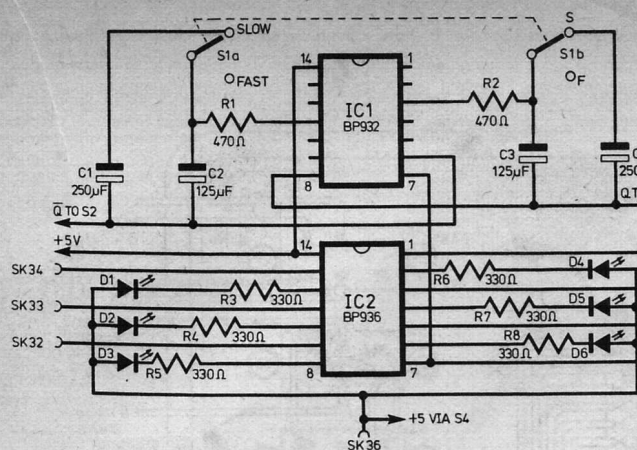 SLOW
S1a
FAST
14
1
S
S1b
F
R1
470Ω
IC1
BP932
R2
470Ω
C1
250µF
C2
125µF
8
7
C3
125µF
Q̅ TO S2
+5V
14
1
SK34
D1
R3
330Ω
R6
330Ω
D4
SK33
D2
R4
330Ω
IC2
BP936
R7
330Ω
D5
SK32
D3
R5
330Ω
8
7
R8
330Ω
D6
+5 VIA S4
SK36